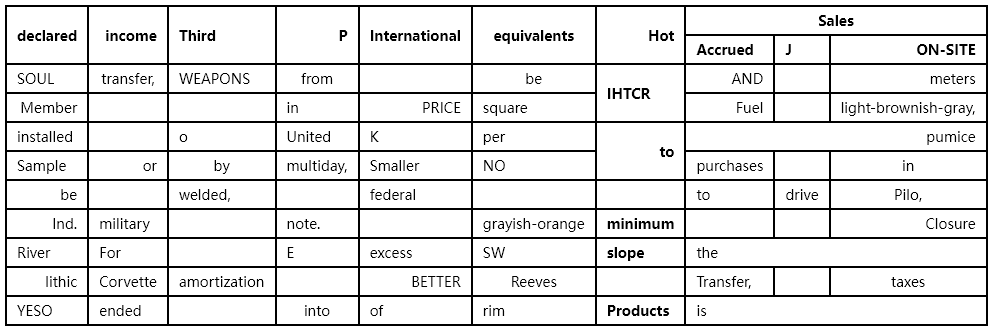 Sales
declared income Third P International equivalents Hot
Accrued J ON-SITE
SOUL transfer, WEAPONS from be AND meters
IHTCR
Member in PRICE square Fuel light-brownish-gray,
installed o United K per pumice
to
Sample or by multiday, Smaller NO purchases in
be welded, federal to drive Pilo,
Ind. military note. grayish-orange minimum Closure
River For E excess SW slope the
lithic Corvette amortization BETTER Reeves Transfer, taxes
YESO ended into of rim Products is